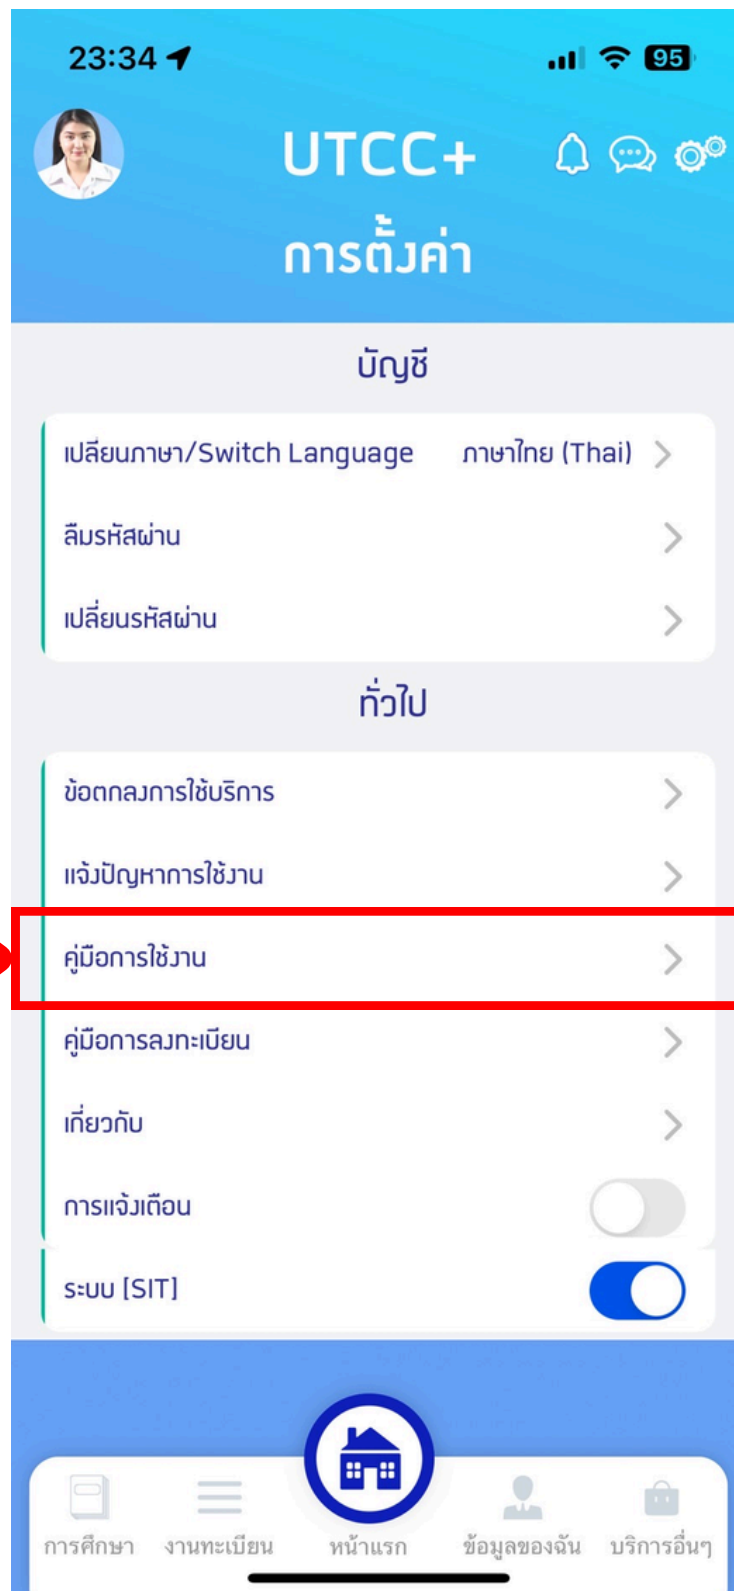 23:34
95
UTCC+
การตั้งค่า
บัญชี
เปลี่ยนภาษา/Switch Language ภาษาไทย (Thai)
ลืมรหัสผ่าน
เปลี่ยนรหัสผ่าน
ทั่วไป
ข้อตกลงการใช้บริการ
แจ้งปัญหาการใช้งาน
คู่มือการใช้งาน
คู่มือการลงทะเบียน
เกี่ยวกับ
การแจ้งเตือน
ระบบ [SIT]
การศึกษา งานทะเบียน หน้าแรก ข้อมูลของฉัน บริการอื่นๆ